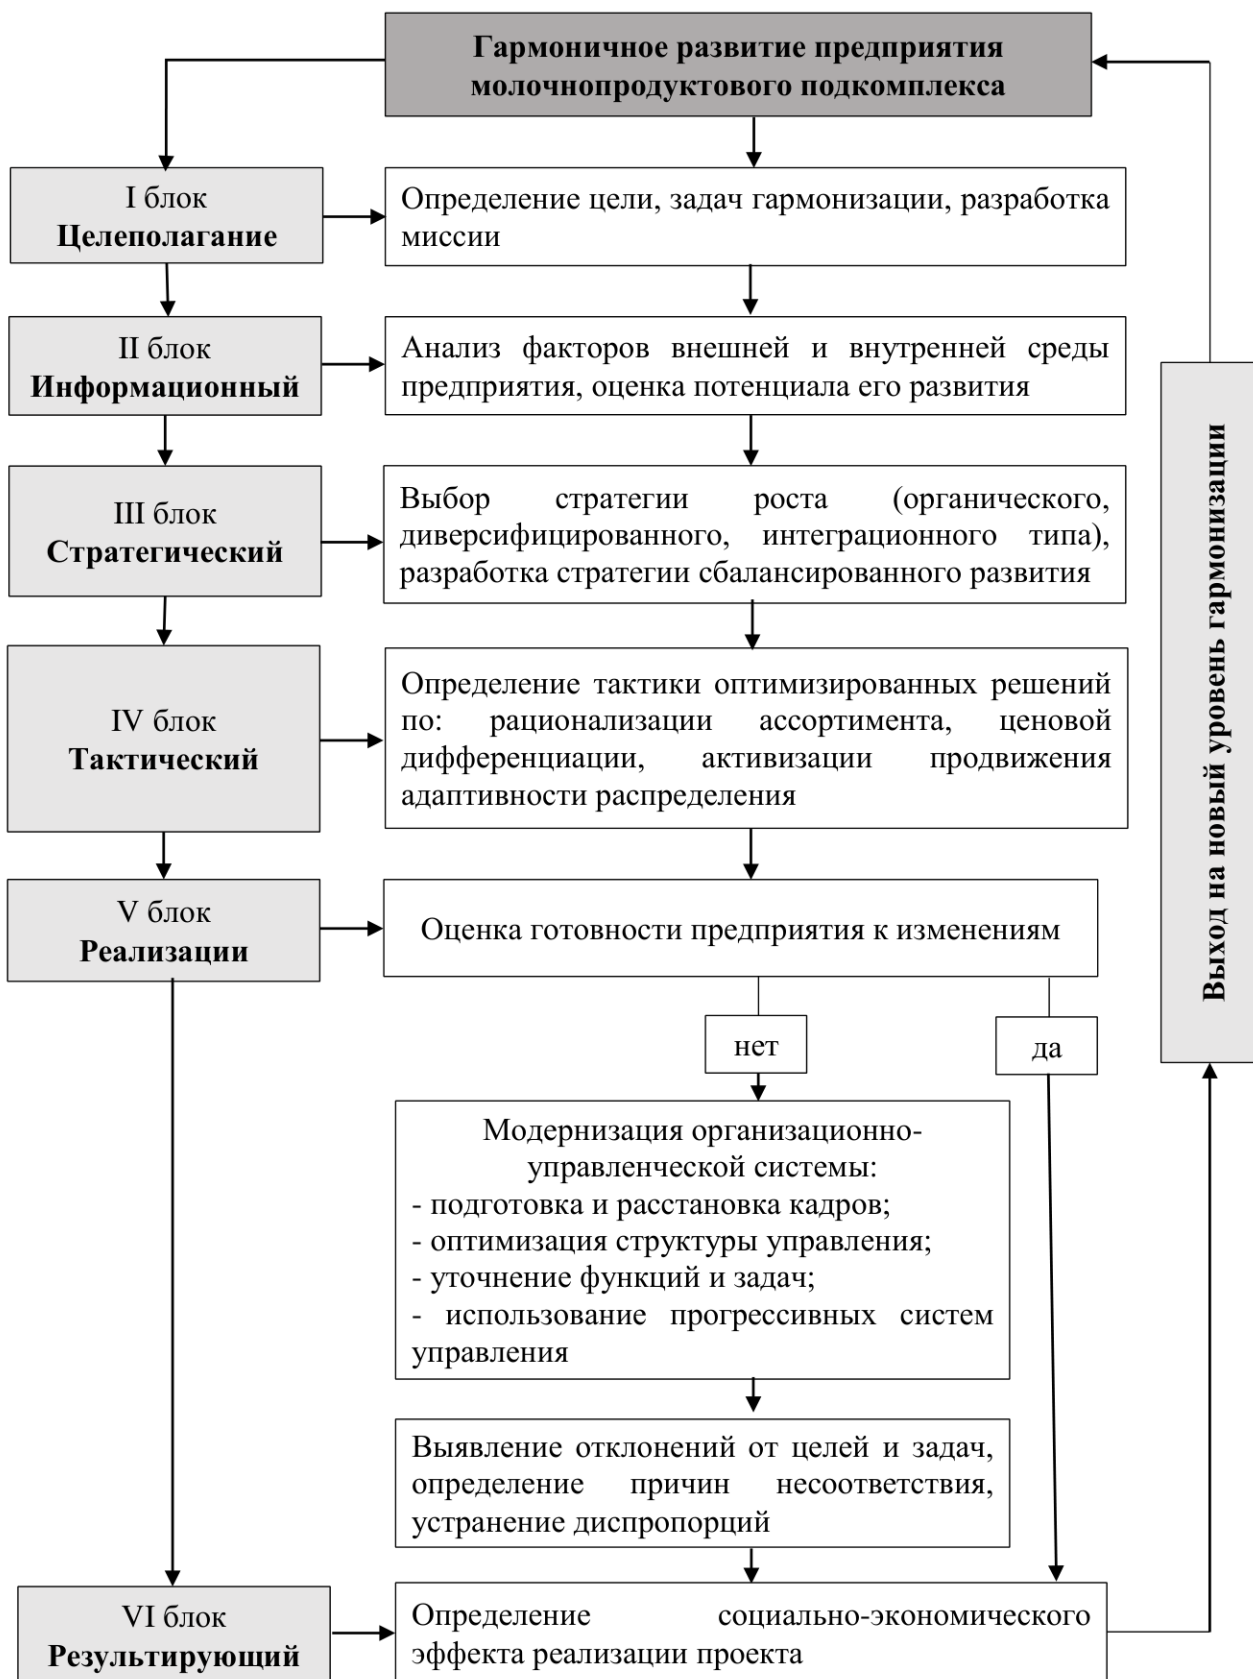 Гармоничное развитие предприятия
молочнопродуктового подкомплекса
I блок
Целеполагание
Определение цели, задач гармонизации, разработка
миссии
II блок
Информационный
Анализ факторов внешней и внутренней среды
предприятия, оценка потенциала его развития
III блок
Стратегический
Выбор стратегии роста (органического,
диверсифицированного, интеграционного типа),
разработка стратегии сбалансированного развития
IV блок
Тактический
Определение тактики оптимизированных решений
по: рационализации ассортимента, ценовой
дифференциации, активизации продвижения
адаптивности распределения
V блок
Реализации
Оценка готовности предприятия к изменениям
нет
да
Модернизация организационно-
управленческой системы:
- подготовка и расстановка кадров;
- оптимизация структуры управления;
- уточнение функций и задач;
- использование прогрессивных систем
управления
Выявление отклонений от целей и задач,
определение причин несоответствия,
устранение диспропорций
VI блок
Результирующий
Определение социально-экономического
эффекта реализации проекта
Выход на новый уровень гармонизации